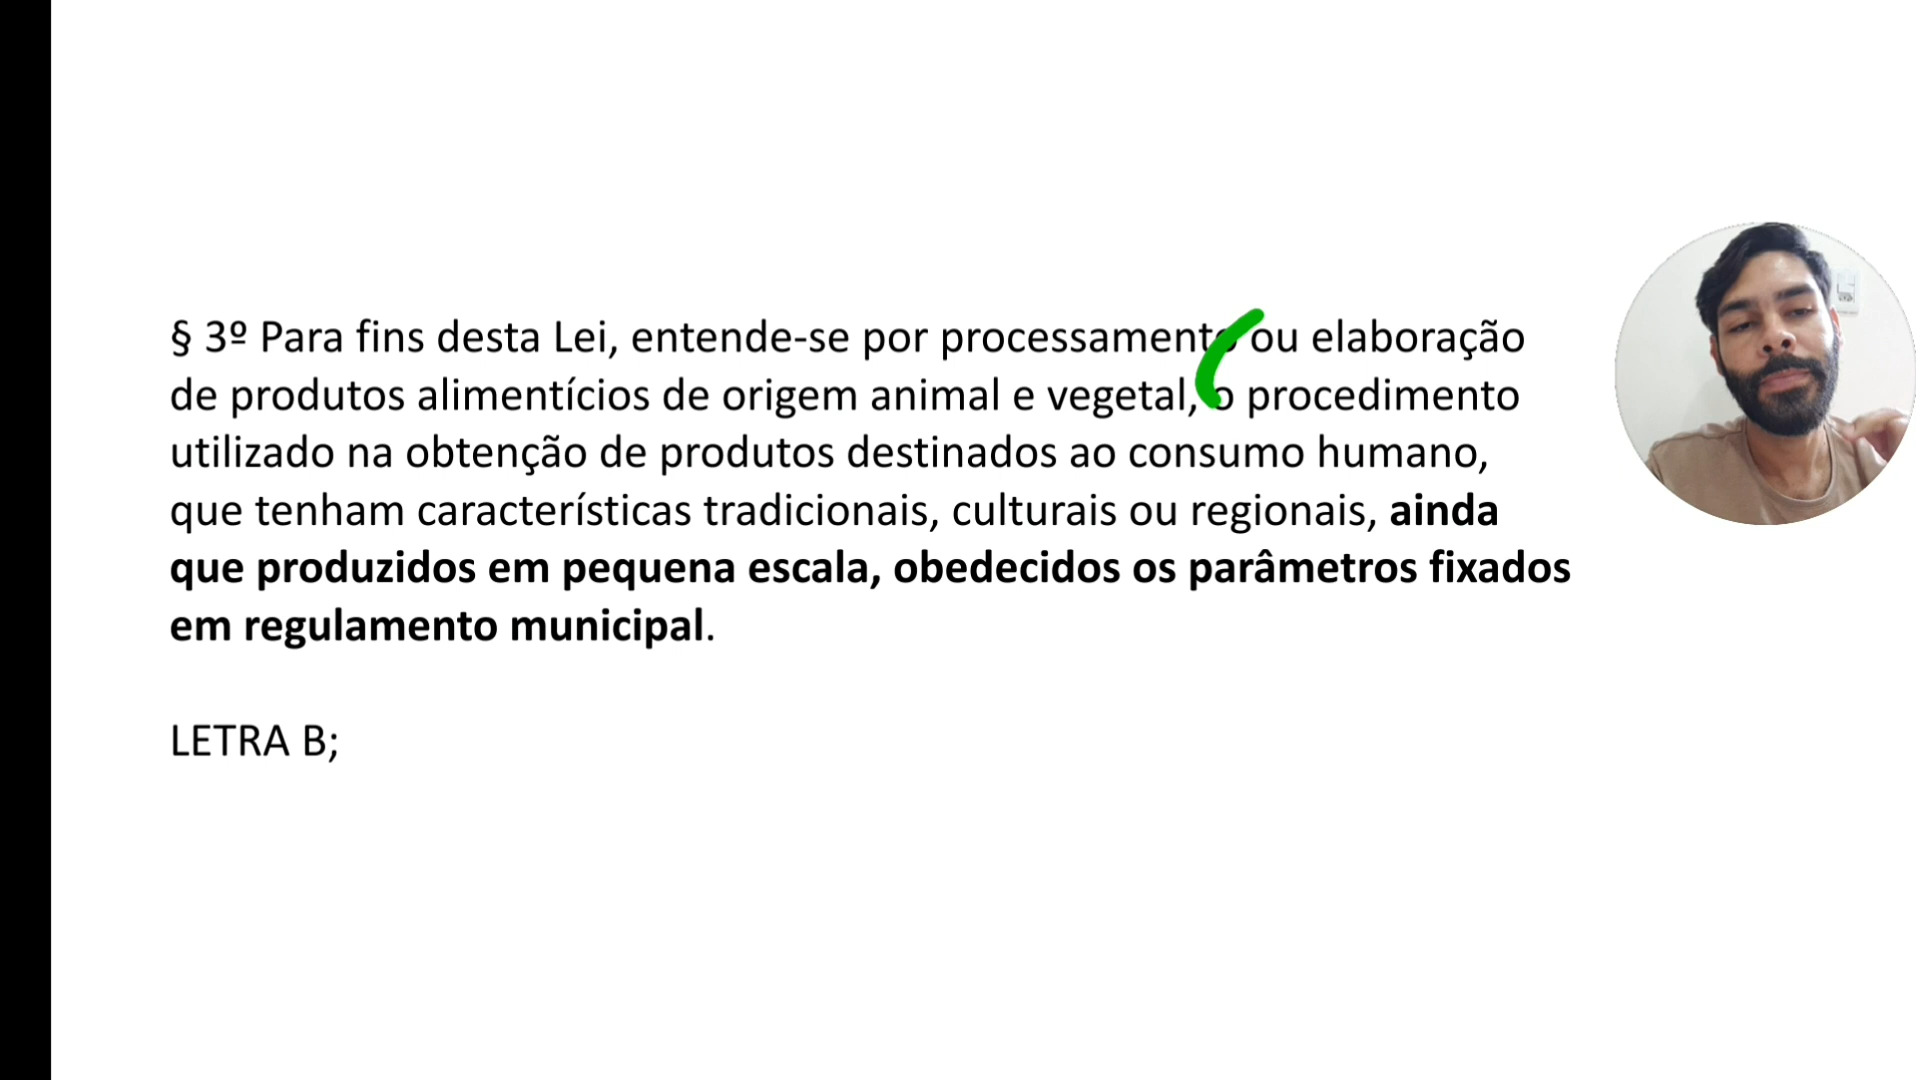 § 3º Para fins desta Lei, entende-se por processamento ou elaboração
de produtos alimentícios de origem animal e vegetal, o procedimento
utilizado na obtenção de produtos destinados ao consumo humano,
que tenham características tradicionais, culturais ou regionais, ainda
que produzidos em pequena escala, obedecidos os parâmetros fixados
em regulamento municipal.
LETRA B;